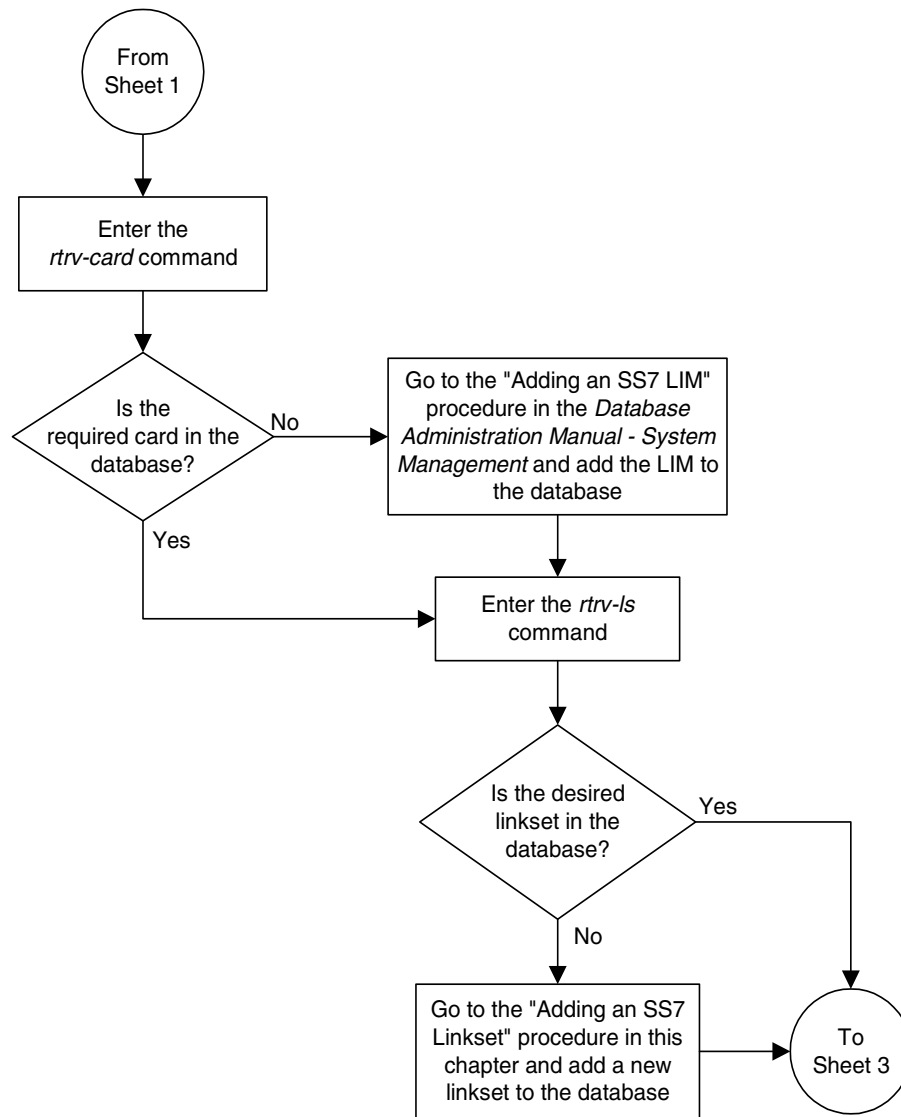 From
Sheet 1
Enter the
rtrv-card command
Is the
required card in the
database?
No
Yes
Go to the "Adding an SS7 LIM"
procedure in the Database
Administration Manual - System
Management and add the LIM to
the database
Enter the rtrv-ls
command
Is the desired
linkset in the
database?
Yes
No
Go to the "Adding an SS7
Linkset" procedure in this
chapter and add a new
linkset to the database
To
Sheet 3